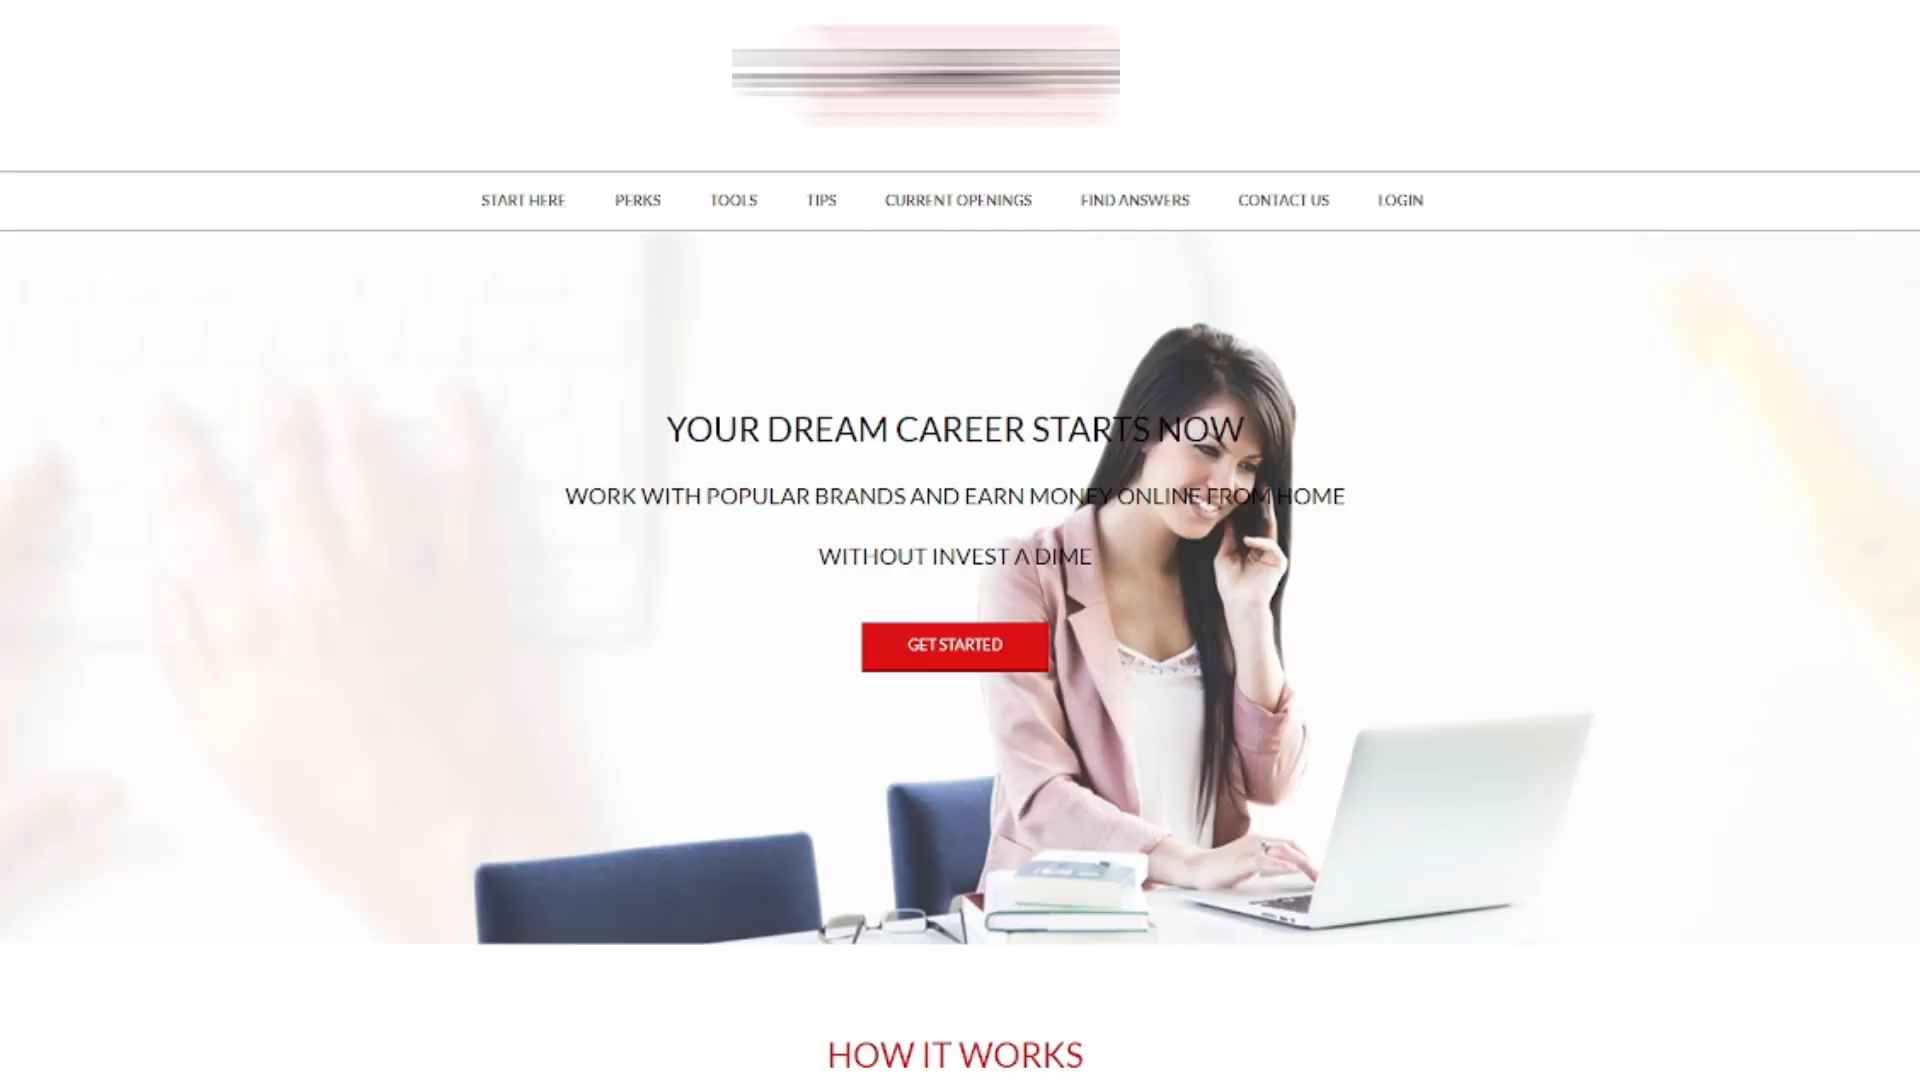 START HERE PERKS TOOLS TIPS CURRENT OPENINGS FIND ANSWERS CONTACT US LOGIN
YOUR DREAM CAREER STARTS NOW
WORK WITH POPULAR BRANDS AND EARN MONEY ONLINE FROM HOME
WITHOUT INVEST A DIME
GET STARTED
HOW IT WORKS